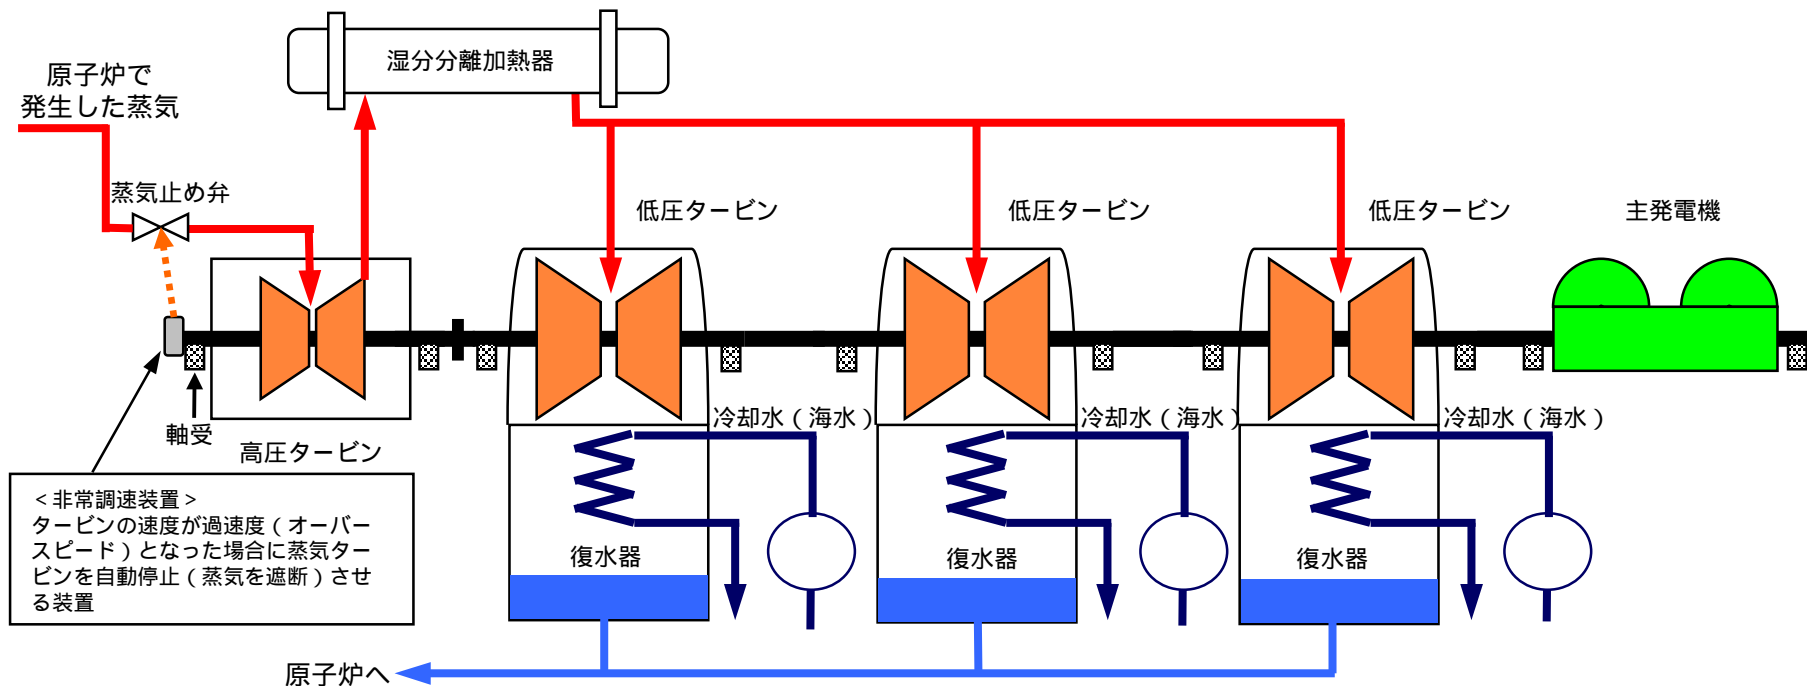 湿分分離加熱器
原子炉で
発生した蒸気
蒸気止め弁
低圧タービン
低圧タービン
低圧タービン
主発電機
軸受
高圧タービン
冷却水（海水）
冷却水（海水）
冷却水（海水）
＜非常調速装置＞
タービンの速度が過速度（オーバー
スピード）となった場合に蒸気ター
ビンを自動停止（蒸気を遮断）させ
る装置
復水器
復水器
復水器
原子炉へ